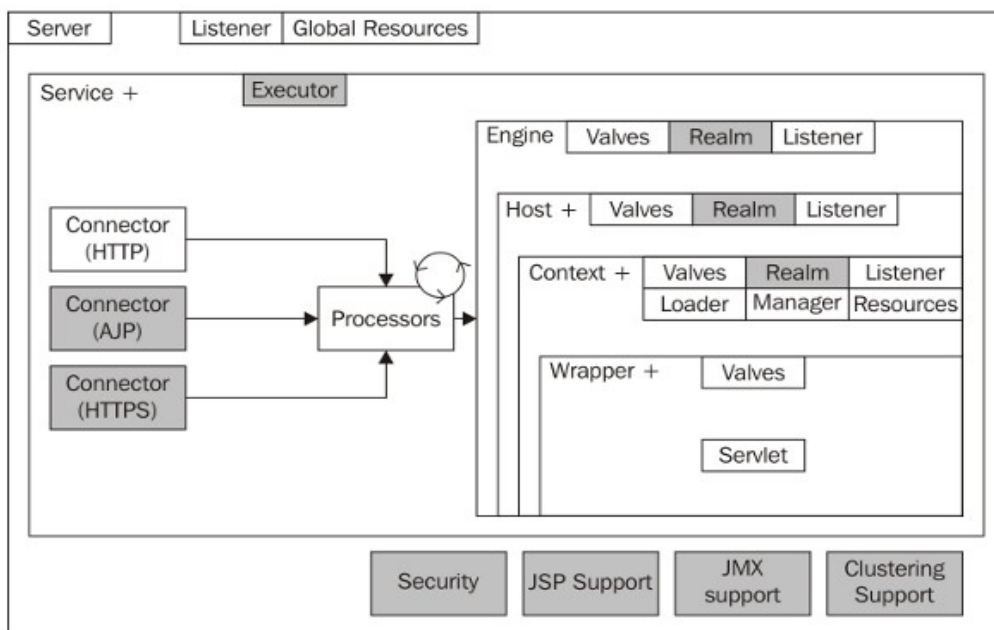 Server
Listener
Global Resources
Service +
Executor
Engine
Valves
Realm
Listener
Host +
Valves
Realm
Listener
Connector
(HTTP)
Context +
Valves
Realm
Listener
Loader
Manager
Resources
Connector
(AJP)
Processors
Connector
(HTTPS)
Wrapper +
Valves
Servlet
Security
JSP Support
JMX
support
Clustering
Support